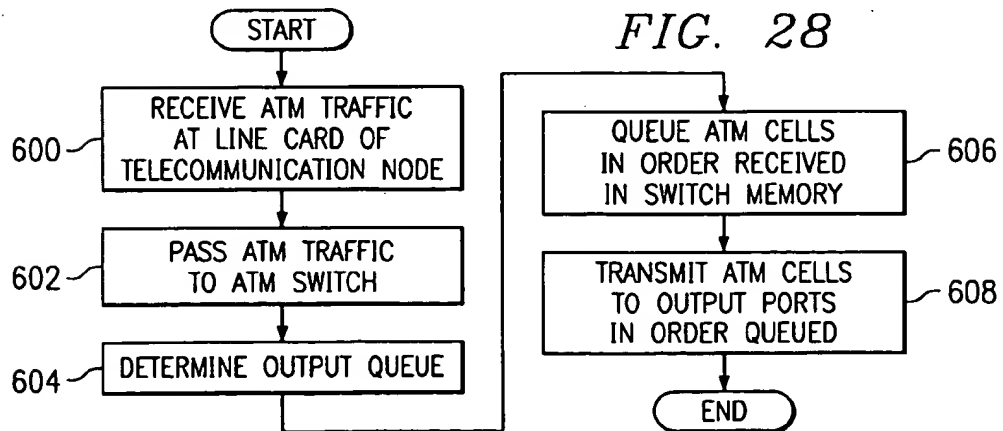 FIG. 28
START
600
RECEIVE ATM TRAFFIC
AT LINE CARD OF
TELECOMMUNICATION NODE
602
PASS ATM TRAFFIC
TO ATM SWITCH
604
DETERMINE OUTPUT QUEUE
QUEUE ATM CELLS
IN ORDER RECEIVED
IN SWITCH MEMORY
606
TRANSMIT ATM CELLS
TO OUTPUT PORTS
IN ORDER QUEUED
608
END